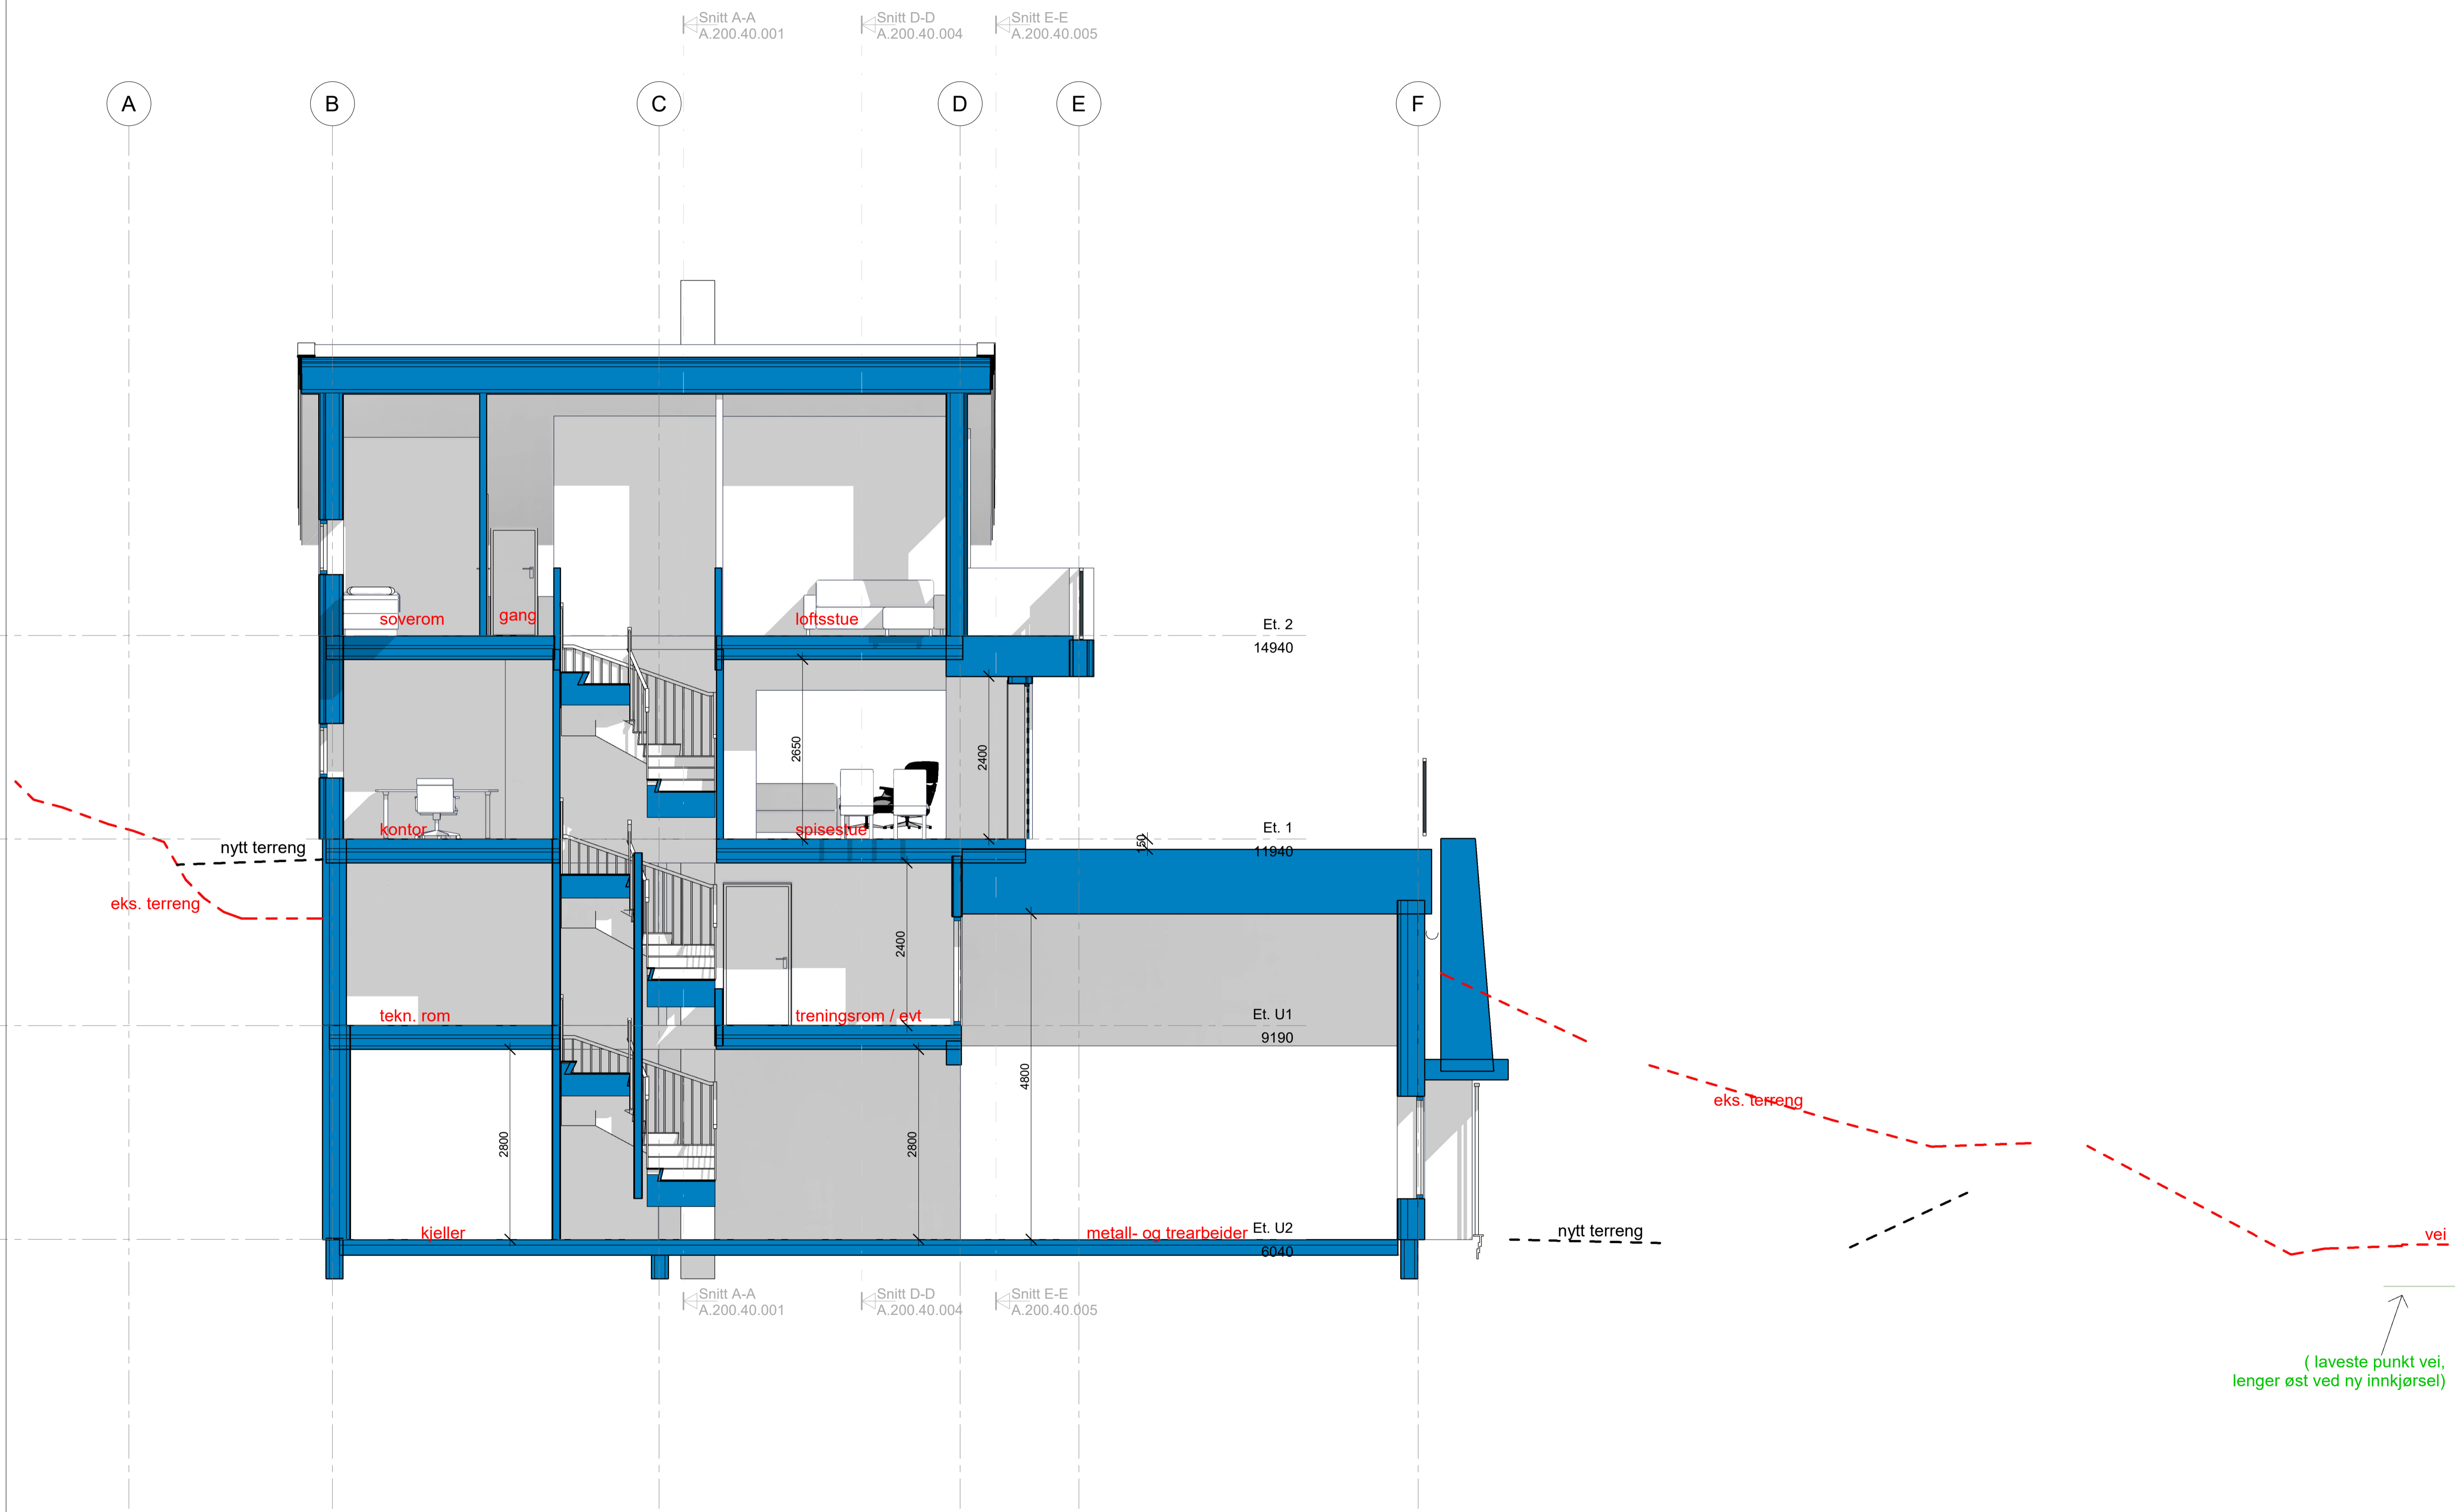 Snitt A-A
A.200.40.001
Snitt D-D
A.200.40.004
Snitt E-E
A.200.40.005
A
B
C
D
E
F
soverom
gang
loftsstue
Et. 2
14940
2650
2400
kontor
spisestue
150
Et. 1
11940
nytt terreng
eks. terreng
2400
tekn. rom
treningsrom / evt
Et. U1
9190
4800
eks. terreng
2800
2800
kjeller
metall- og trearbeider
Et. U2
6040
nytt terreng
vei
Snitt A-A
A.200.40.001
Snitt D-D
A.200.40.004
Snitt E-E
A.200.40.005
( laveste punkt vei,
lenger øst ved ny innkjørsel)